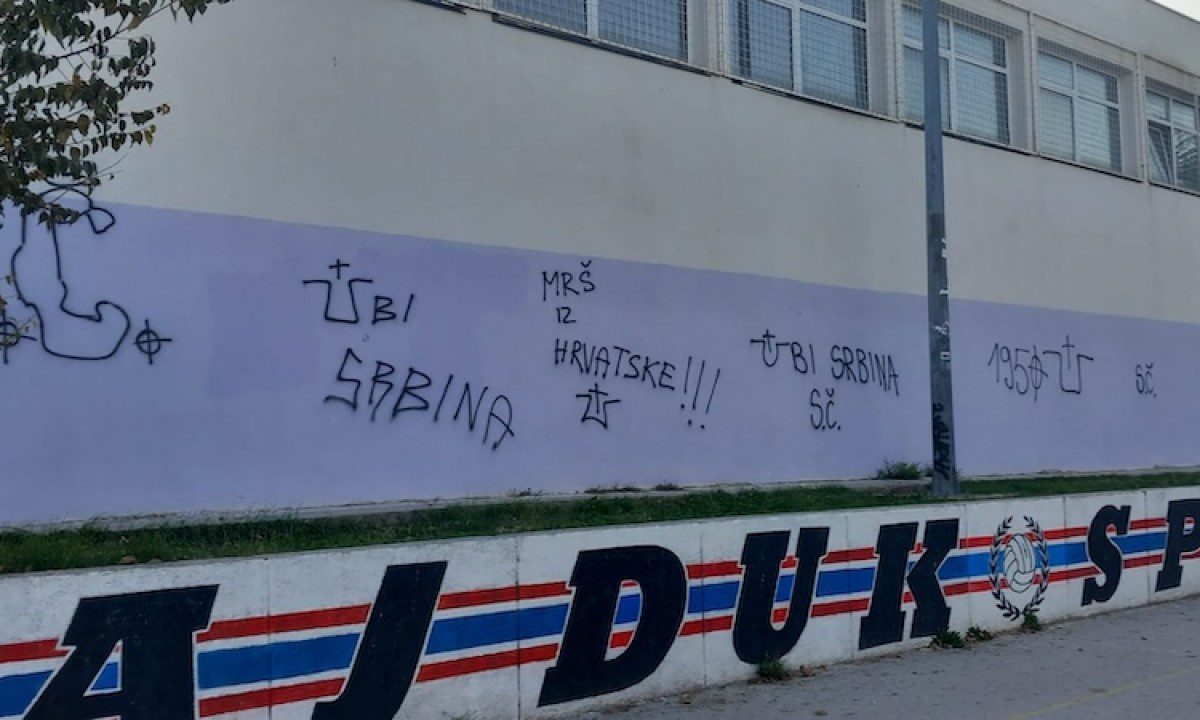 UBI
SRBINA
MRŠ
IZ
HRVATSKE!!!
U
UBI SRBINA
S.Č.
1950 U
S.Č.
AJDUK SP